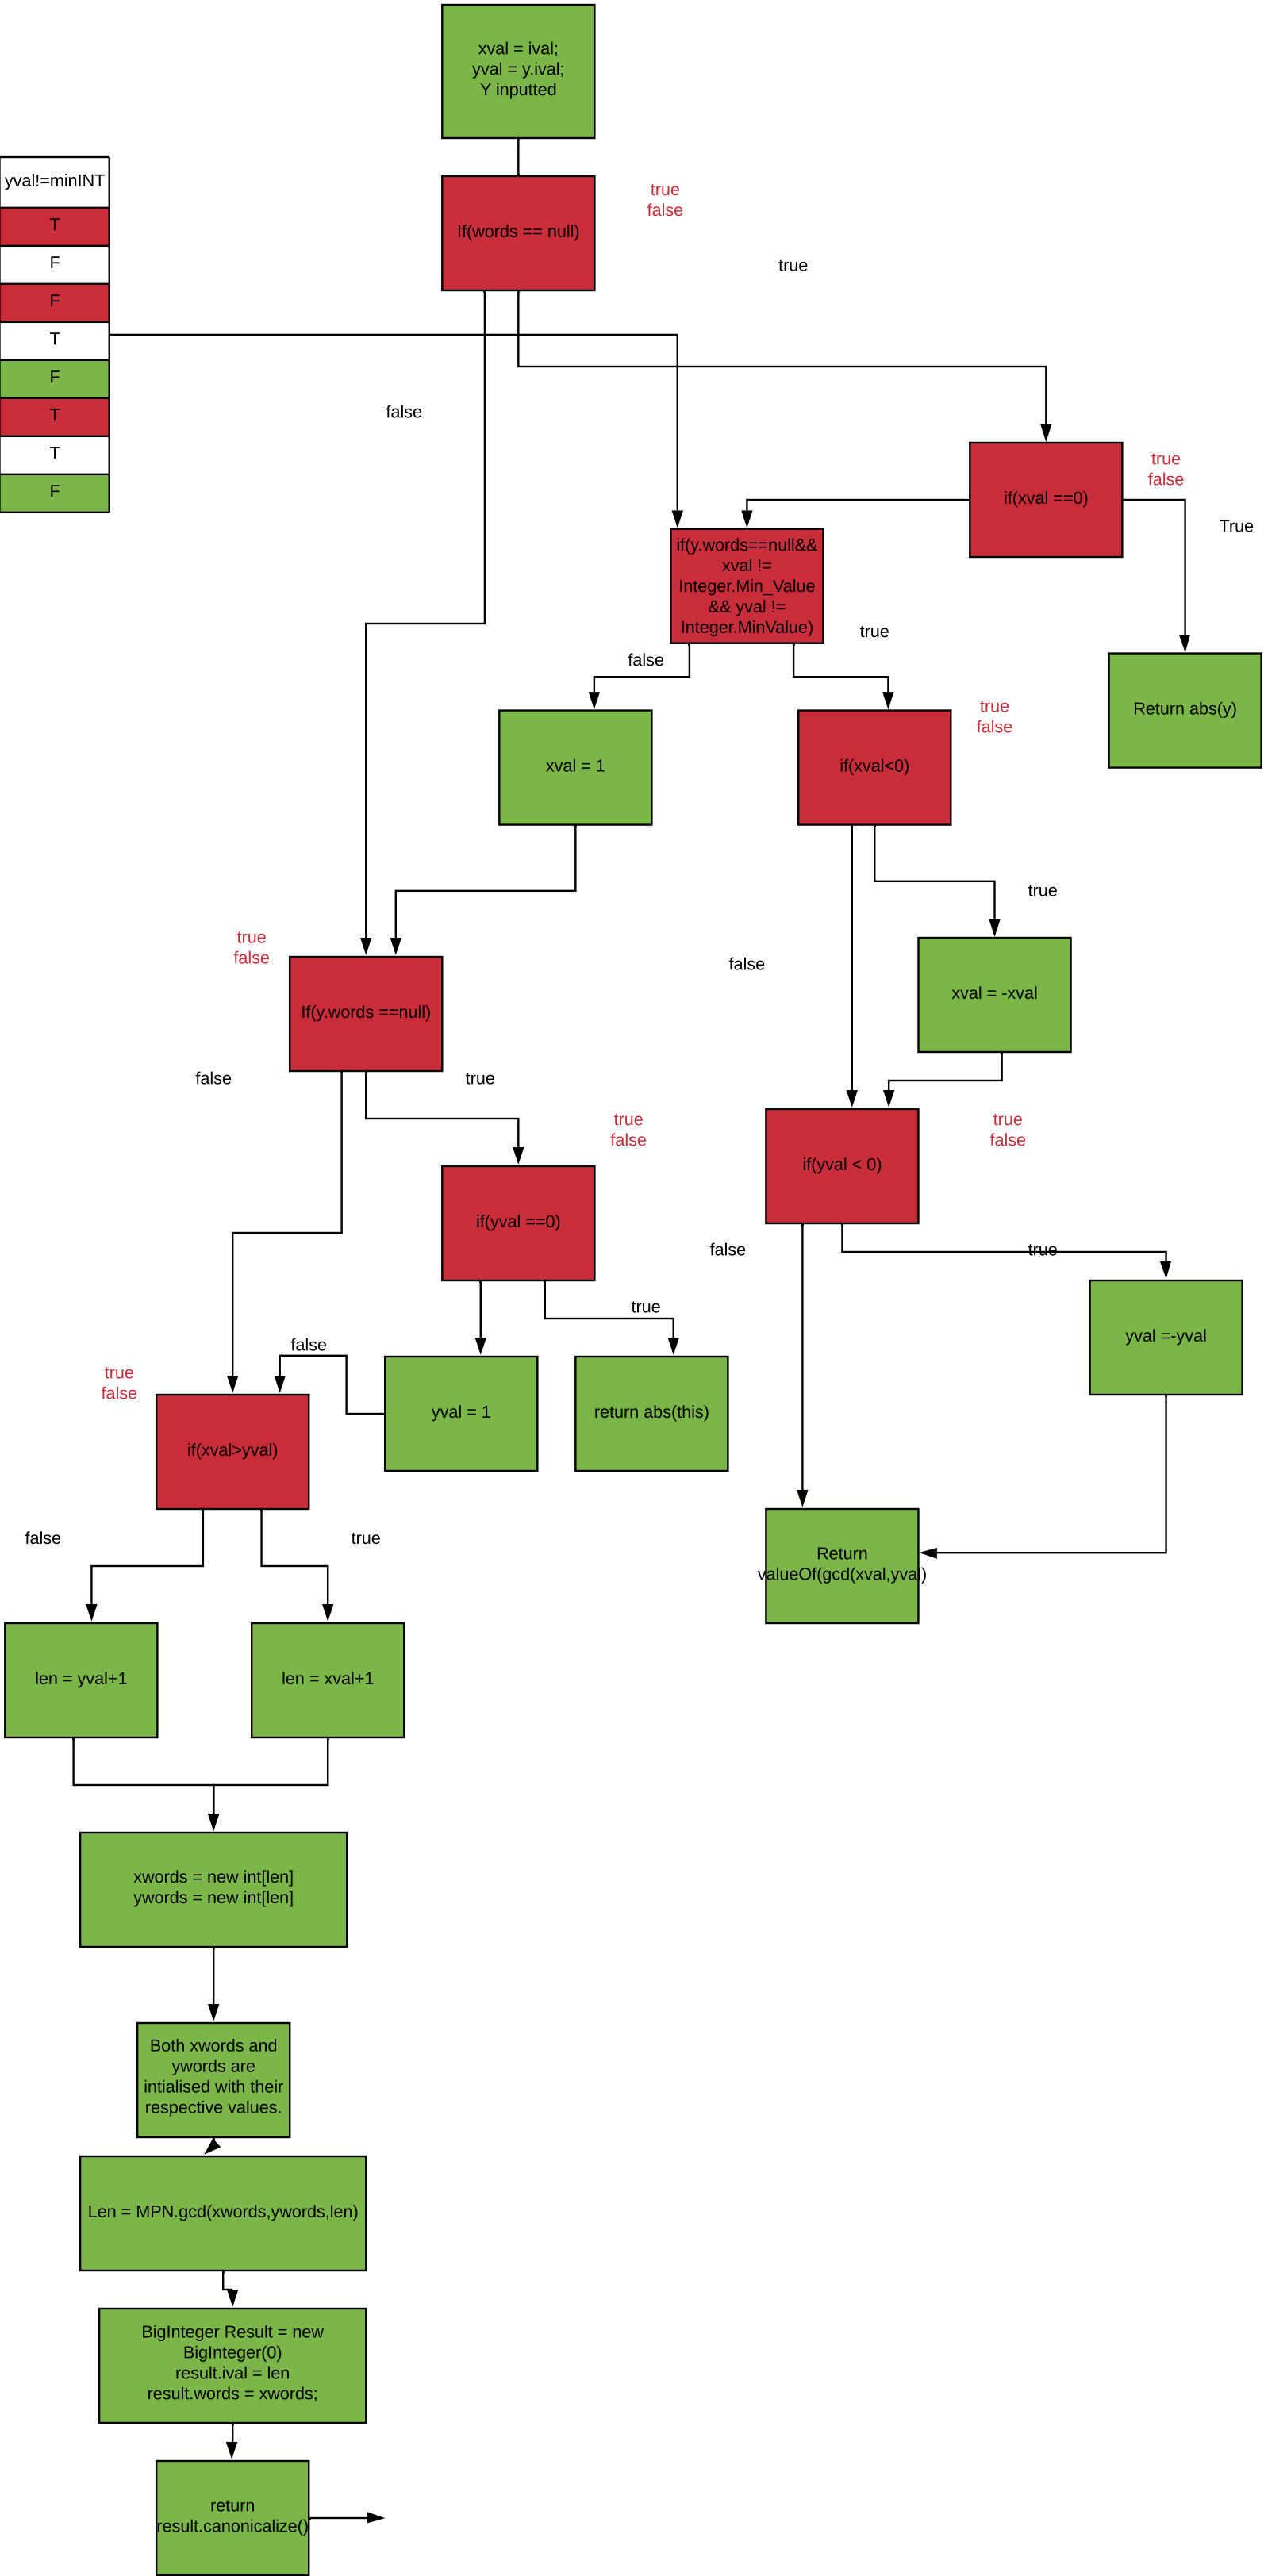 xval = ival;
yval = y.ival;
Y inputted
yval!=minINT
T
F
F
T
F
T
T
F
If(words == null)
true
false
true
false
if(xval ==0)
true
false
True
if(y.words==null&&
xval !=
Integer.Min_Value
&& yval !=
Integer.MinValue)
true
false
Return abs(y)
xval = 1
if(xval<0)
true
false
true
xval = -xval
false
true
false
If(y.words ==null)
false
true
true
false
if(yval < 0)
true
false
if(yval ==0)
false
true
true
yval =-yval
false
true
false
yval = 1
return abs(this)
if(xval>yval)
false
true
Return
valueOf(gcd(xval,yval)
len = yval+1
len = xval+1
xwords = new int[len]
ywords = new int[len]
Both xwords and
ywords are
intialised with their
respective values.
Len = MPN.gcd(xwords,ywords,len)
BigInteger Result = new
BigInteger(0)
result.ival = len
result.words = xwords;
return
result.canonicalize()